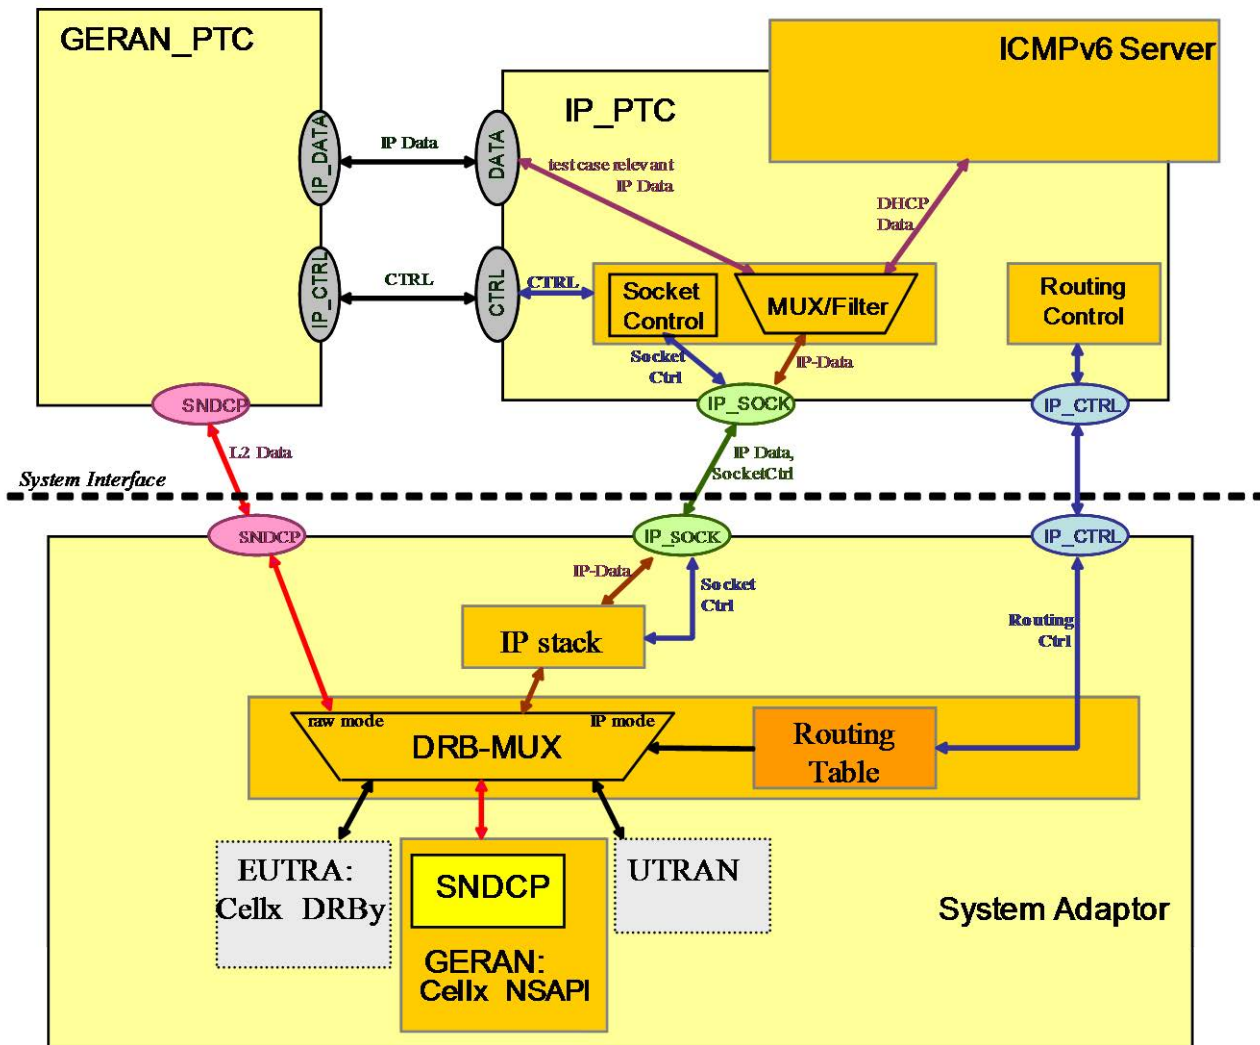 GERAN_PTC
ICMPv6 Server
IP_PTC
IP_DATA
IP Data
DATA
test case relevant
IP Data
DHCP
Data
IP_CTRL
CTRL
CTRL
CTRL
Socket
Control
MUX/Filter
Routing
Control
Socket
Ctrl
IP-Data
SNDCP
IP_SOCK
IP_CTRL
L2 Data
IP Data,
SocketCtrl
System Interface
SNDCP
IP_SOCK
IP_CTRL
IP-Data
Socket
Ctrl
IP stack
Routing
Ctrl
raw mode
IP mode
DRB-MUX
Routing
Table
EUTRA:
Cellx DRBy
SNDCP
UTRAN
GERAN:
Cellx NSAPI
System Adaptor